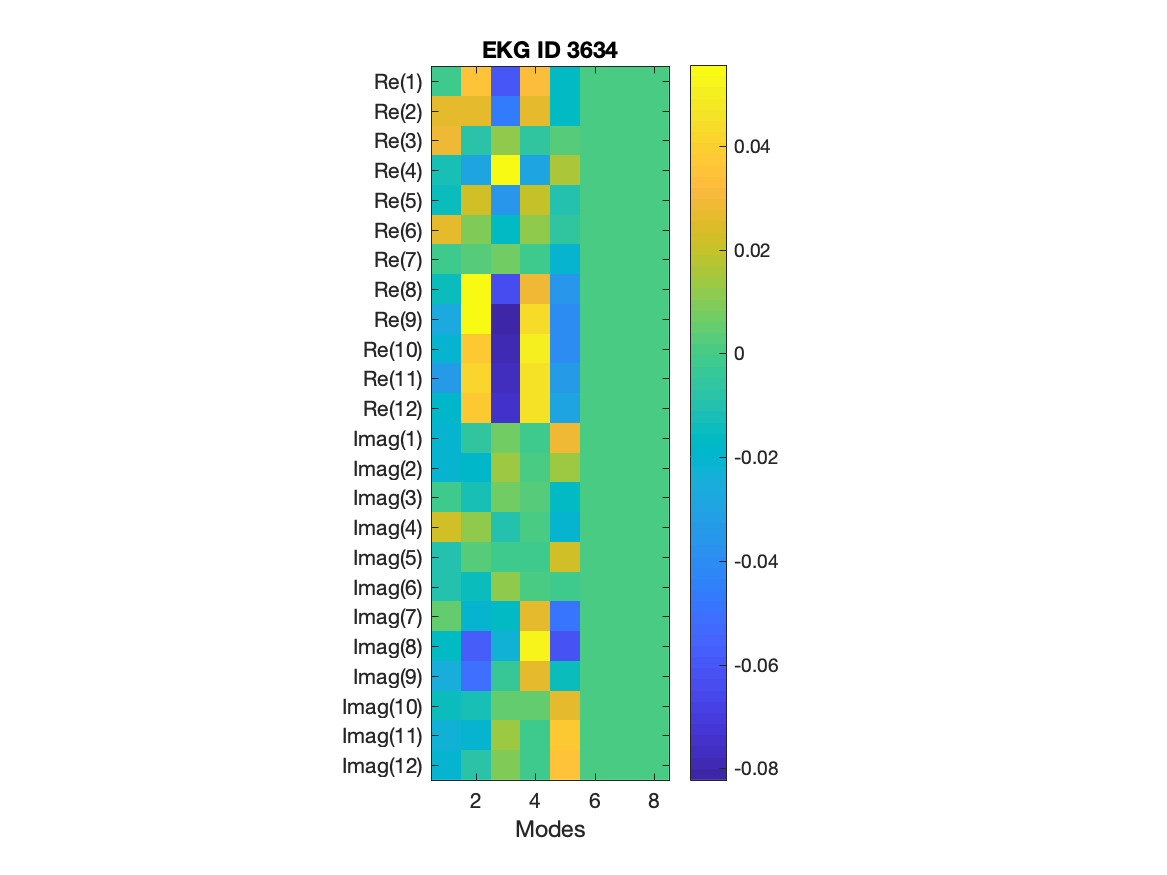 EKG ID 3634
Re(1)
Re(2)
Re(3)
Re(4)
Re(5)
Re(6)
Re(7)
Re(8)
Re(9)
Re(10)
Re(11)
Re(12)
Imag(1)
Imag(2)
Imag(3)
Imag(4)
Imag(5)
Imag(6)
Imag(7)
Imag(8)
Imag(9)
Imag(10)
Imag(11)
Imag(12)
2 4 6 8
Modes
0.04
0.02
0
-0.02
-0.04
-0.06
-0.08